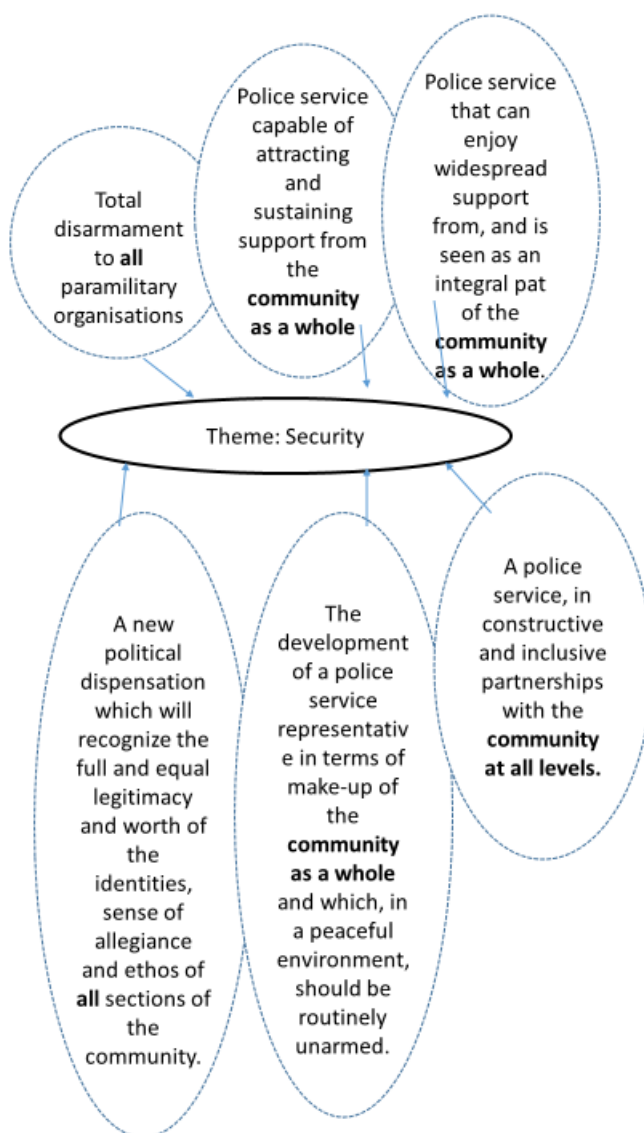 Total
disarmament
to all
paramilitary
organisations
Police service
capable of
attracting
and
sustaining
support from
the
community
as a whole
Police service
that can
enjoy
widespread
support
from, and is
seen as an
integral pat
of the
community
as a whole.
Theme: Security
A new
political
dispensation
which will
recognize the
full and equal
legitimacy
and worth of
the
identities,
sense of
allegiance
and ethos of
all sections of
the
community.
The
development
of a police
service
representativ
e in terms of
make-up of
the
community
as a whole
and which, in
a peaceful
environment,
should be
routinely
unarmed.
A police
service, in
constructive
and inclusive
partnerships
with the
community
at all levels.